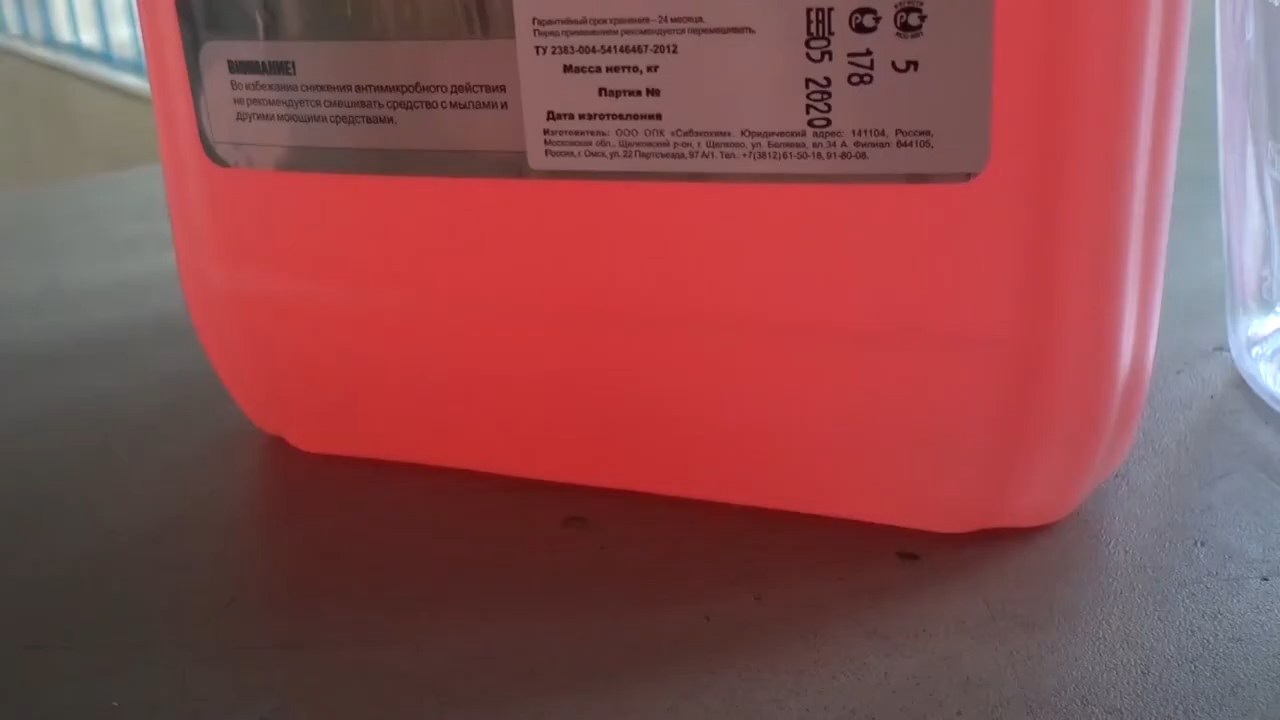 ВНИМАНИЕ!
Во избежание снижения антимикробного действия
не рекомендуется смешивать средство с мылами и
другими моющими средствами.
Гарантийный срок хранения – 24 месяца.
Перед применением рекомендуется перемешивать.
ТУ 2383-004-54146467-2012
Масса нетто, кг
Партия №
Дата изготовления
Изготовитель: ООО ОПК «Сибэкохим». Юридический адрес: 141104, Россия,
Московская обл., Щелковский р-он, г. Щелково, ул. Беляева, вл.34 А. Филиал: 644105,
Россия, г. Омск, ул. 22 Партсъезда, 97 А/1. Тел.: +7(3812) 61-50-18, 91-80-08.
5
178
05 2020